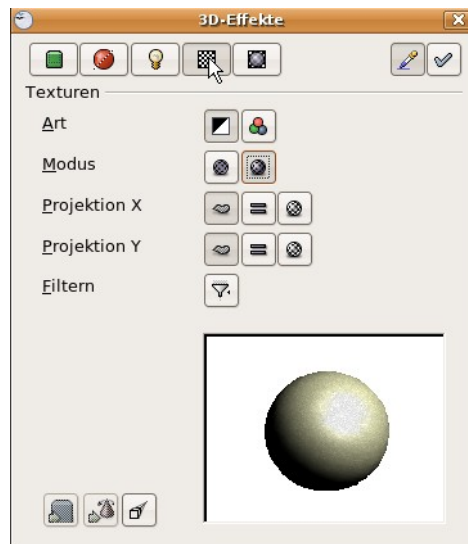 3D-Effekte
Texturen
Art
Modus
Projektion X
Projektion Y
Filtern